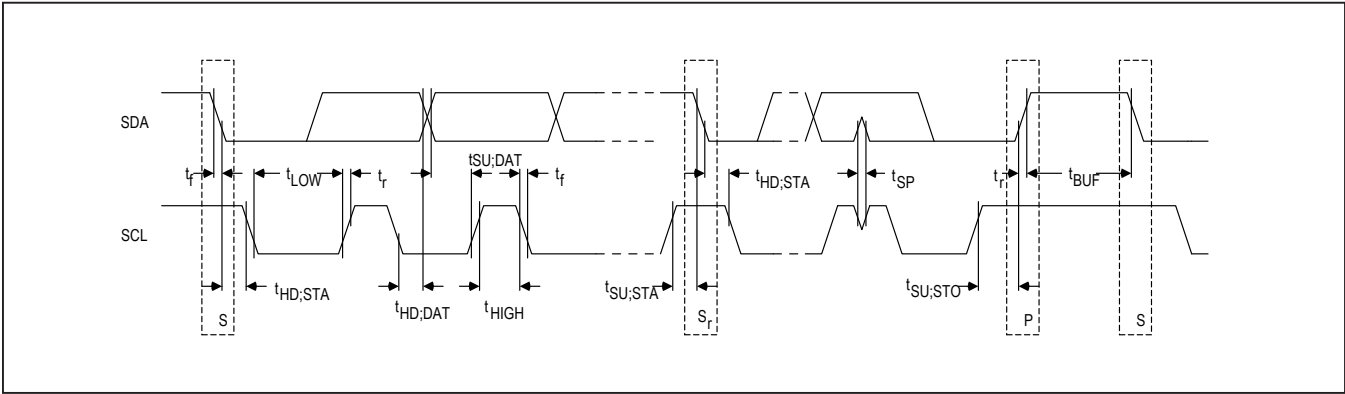 SDA
tSU;DAT
tf
tLOW
tr
tf
tHD;STA
tSP
tr
tBUF
SCL
tHD;STA
tHD;DAT
tHIGH
tSU;STA
tSU;STO
S
Sr
P
S